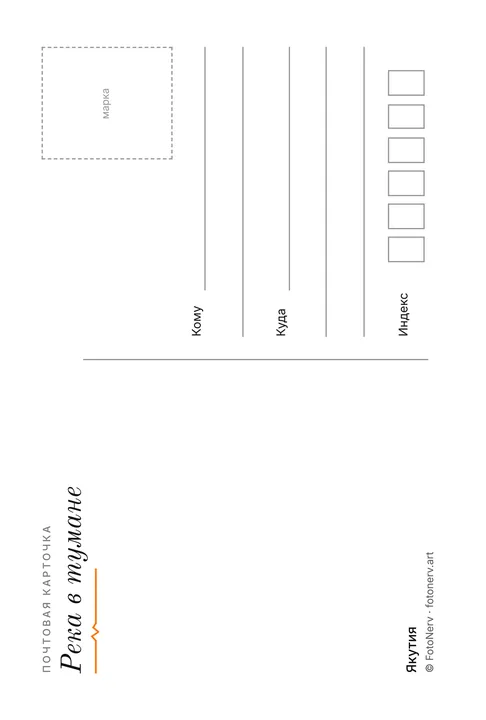 ПОЧТОВАЯ КАРТОЧКА
Река в тумане
марка
Кому
Куда
Индекс
Якутия
© FotoNerv · fotonerv.art